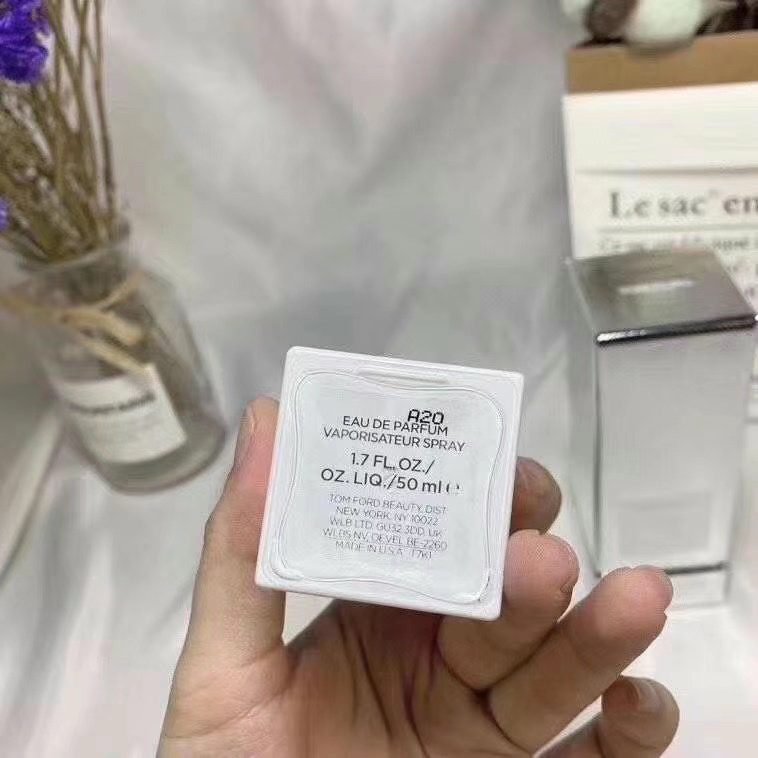 Le sac en
A20
EAU DE PARFUM
VAPORISATEUR SPRAY
1.7 FL. OZ./
OZ. LIQ./50 ml e
TOM FORD BEAUTY, DIST
NEW YORK, NY 10022
WLB LTD. GU32 3DD, UK
WLBS NV, OEVEL BE-2260
MADE IN U.S.A.